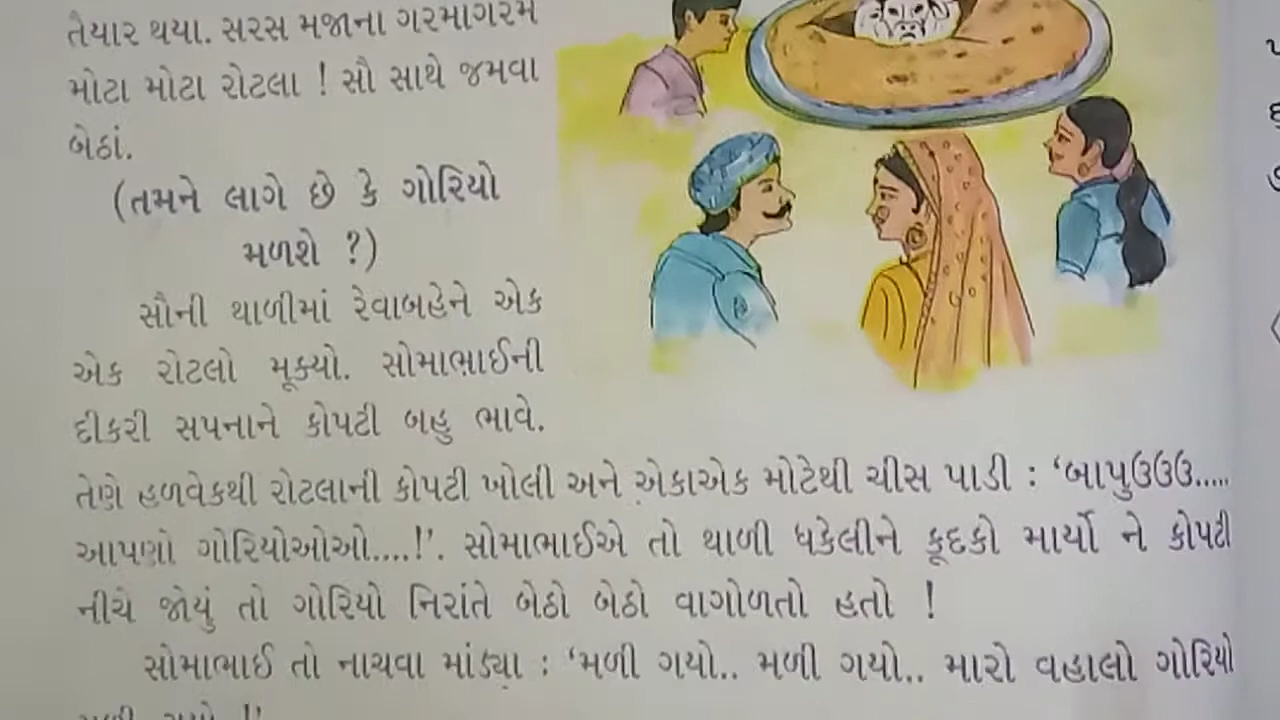 તૈયાર થયા. સરસ મજાના ગરમાગરમ
મોટા મોટા રોટલા ! સૌ સાથે જમવા
બેઠાં.
(તમને લાગે છે કે ગોરિયો
મળશે ?)
સૌની થાળીમાં રેવાબહેને એક
એક રોટલો મૂક્યો. સોમાભાઈની
દીકરી સપનાને કોપટી બહુ ભાવે.
તેણે હળવેકથી રોટલાની કોપટી ખોલી અને એકાએક મોટેથી ચીસ પાડી : ‘બાપુઉઉઉ.....
આપણો ગોરિયોઓઓ....!’. સોમાભાઈએ તો થાળી ધકેલીને કૂદકો માર્યો ને કોપટી
નીચે જોયું તો ગોરિયો નિરાંતે બેઠો બેઠો વાગોળતો હતો !
સોમાભાઈ તો નાચવા માંડ્યા : ‘મળી ગયો.. મળી ગયો.. મારો વહાલો ગોરિયો
મળી ગયો !’